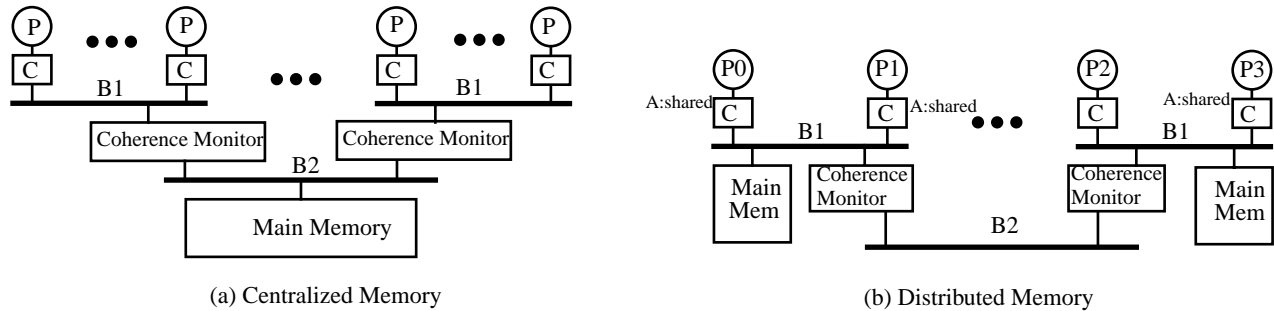 P P P P
C C C C
B1 B1
Coherence Monitor Coherence Monitor
B2
Main Memory
(a) Centralized Memory
P0 P1 P2 P3
A:shared A:shared A:shared
C C C C
B1 B1
Main
Mem
Coherence
Monitor
Coherence
Monitor
Main
Mem
B2
(b) Distributed Memory